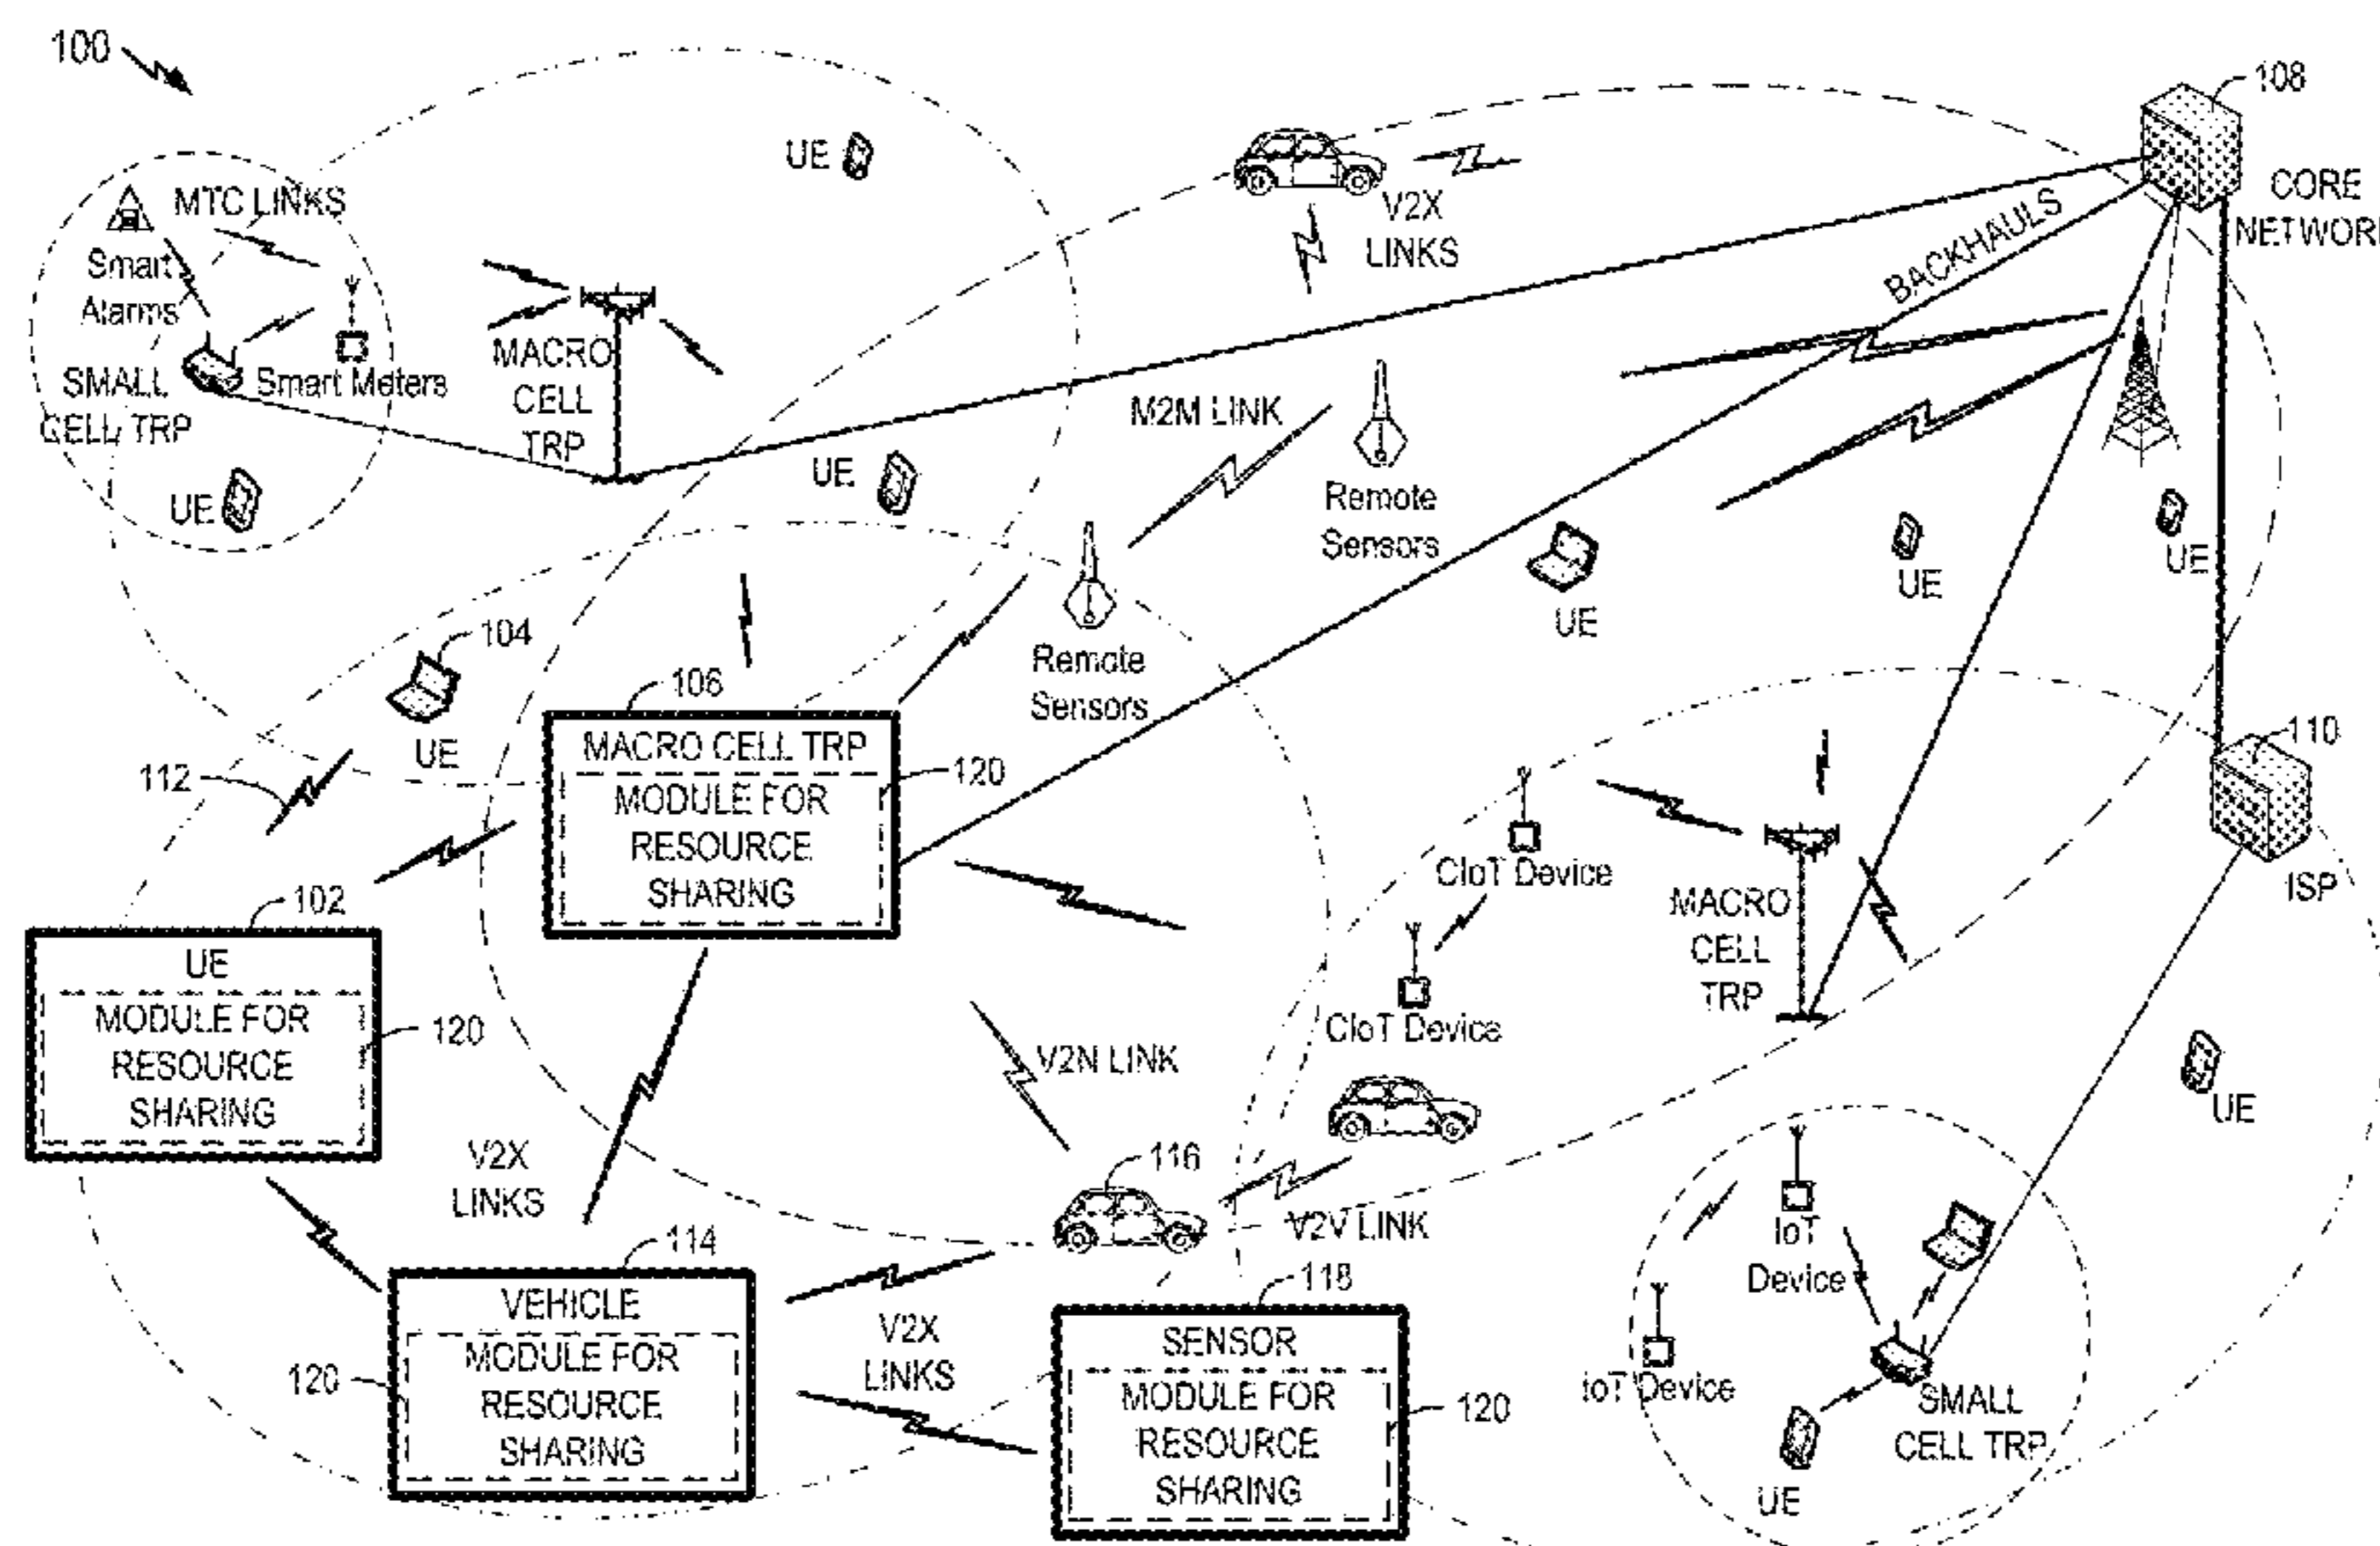 100
108
UE
MTC LINKS
CORE
V2X
LINKS
BACKHAULS
NETWOR
Smart
Alarms
MACRO
CELL
TRP
SMALL
CELL TRP
Smart Meters
M2M LINK
UE
UE
Remote
Sensors
UE
UE
UE
104
UE
Remote
Sensors
106
MACRO CELL TRP
MODULE FOR
RESOURCE
SHARING
120
112
110
ISP
CIoT Device
MACRO
CELL
TRP
102
UE
MODULE FOR
RESOURCE
SHARING
120
CIoT Device
V2N LINK
UE
V2X
LINKS
116
V2V LINK
IoT
Device
114
VEHICLE
MODULE FOR
RESOURCE
SHARING
120
V2X
LINKS
118
SENSOR
MODULE FOR
RESOURCE
SHARING
120
IoT Device
SMALL
CELL TRP
UE